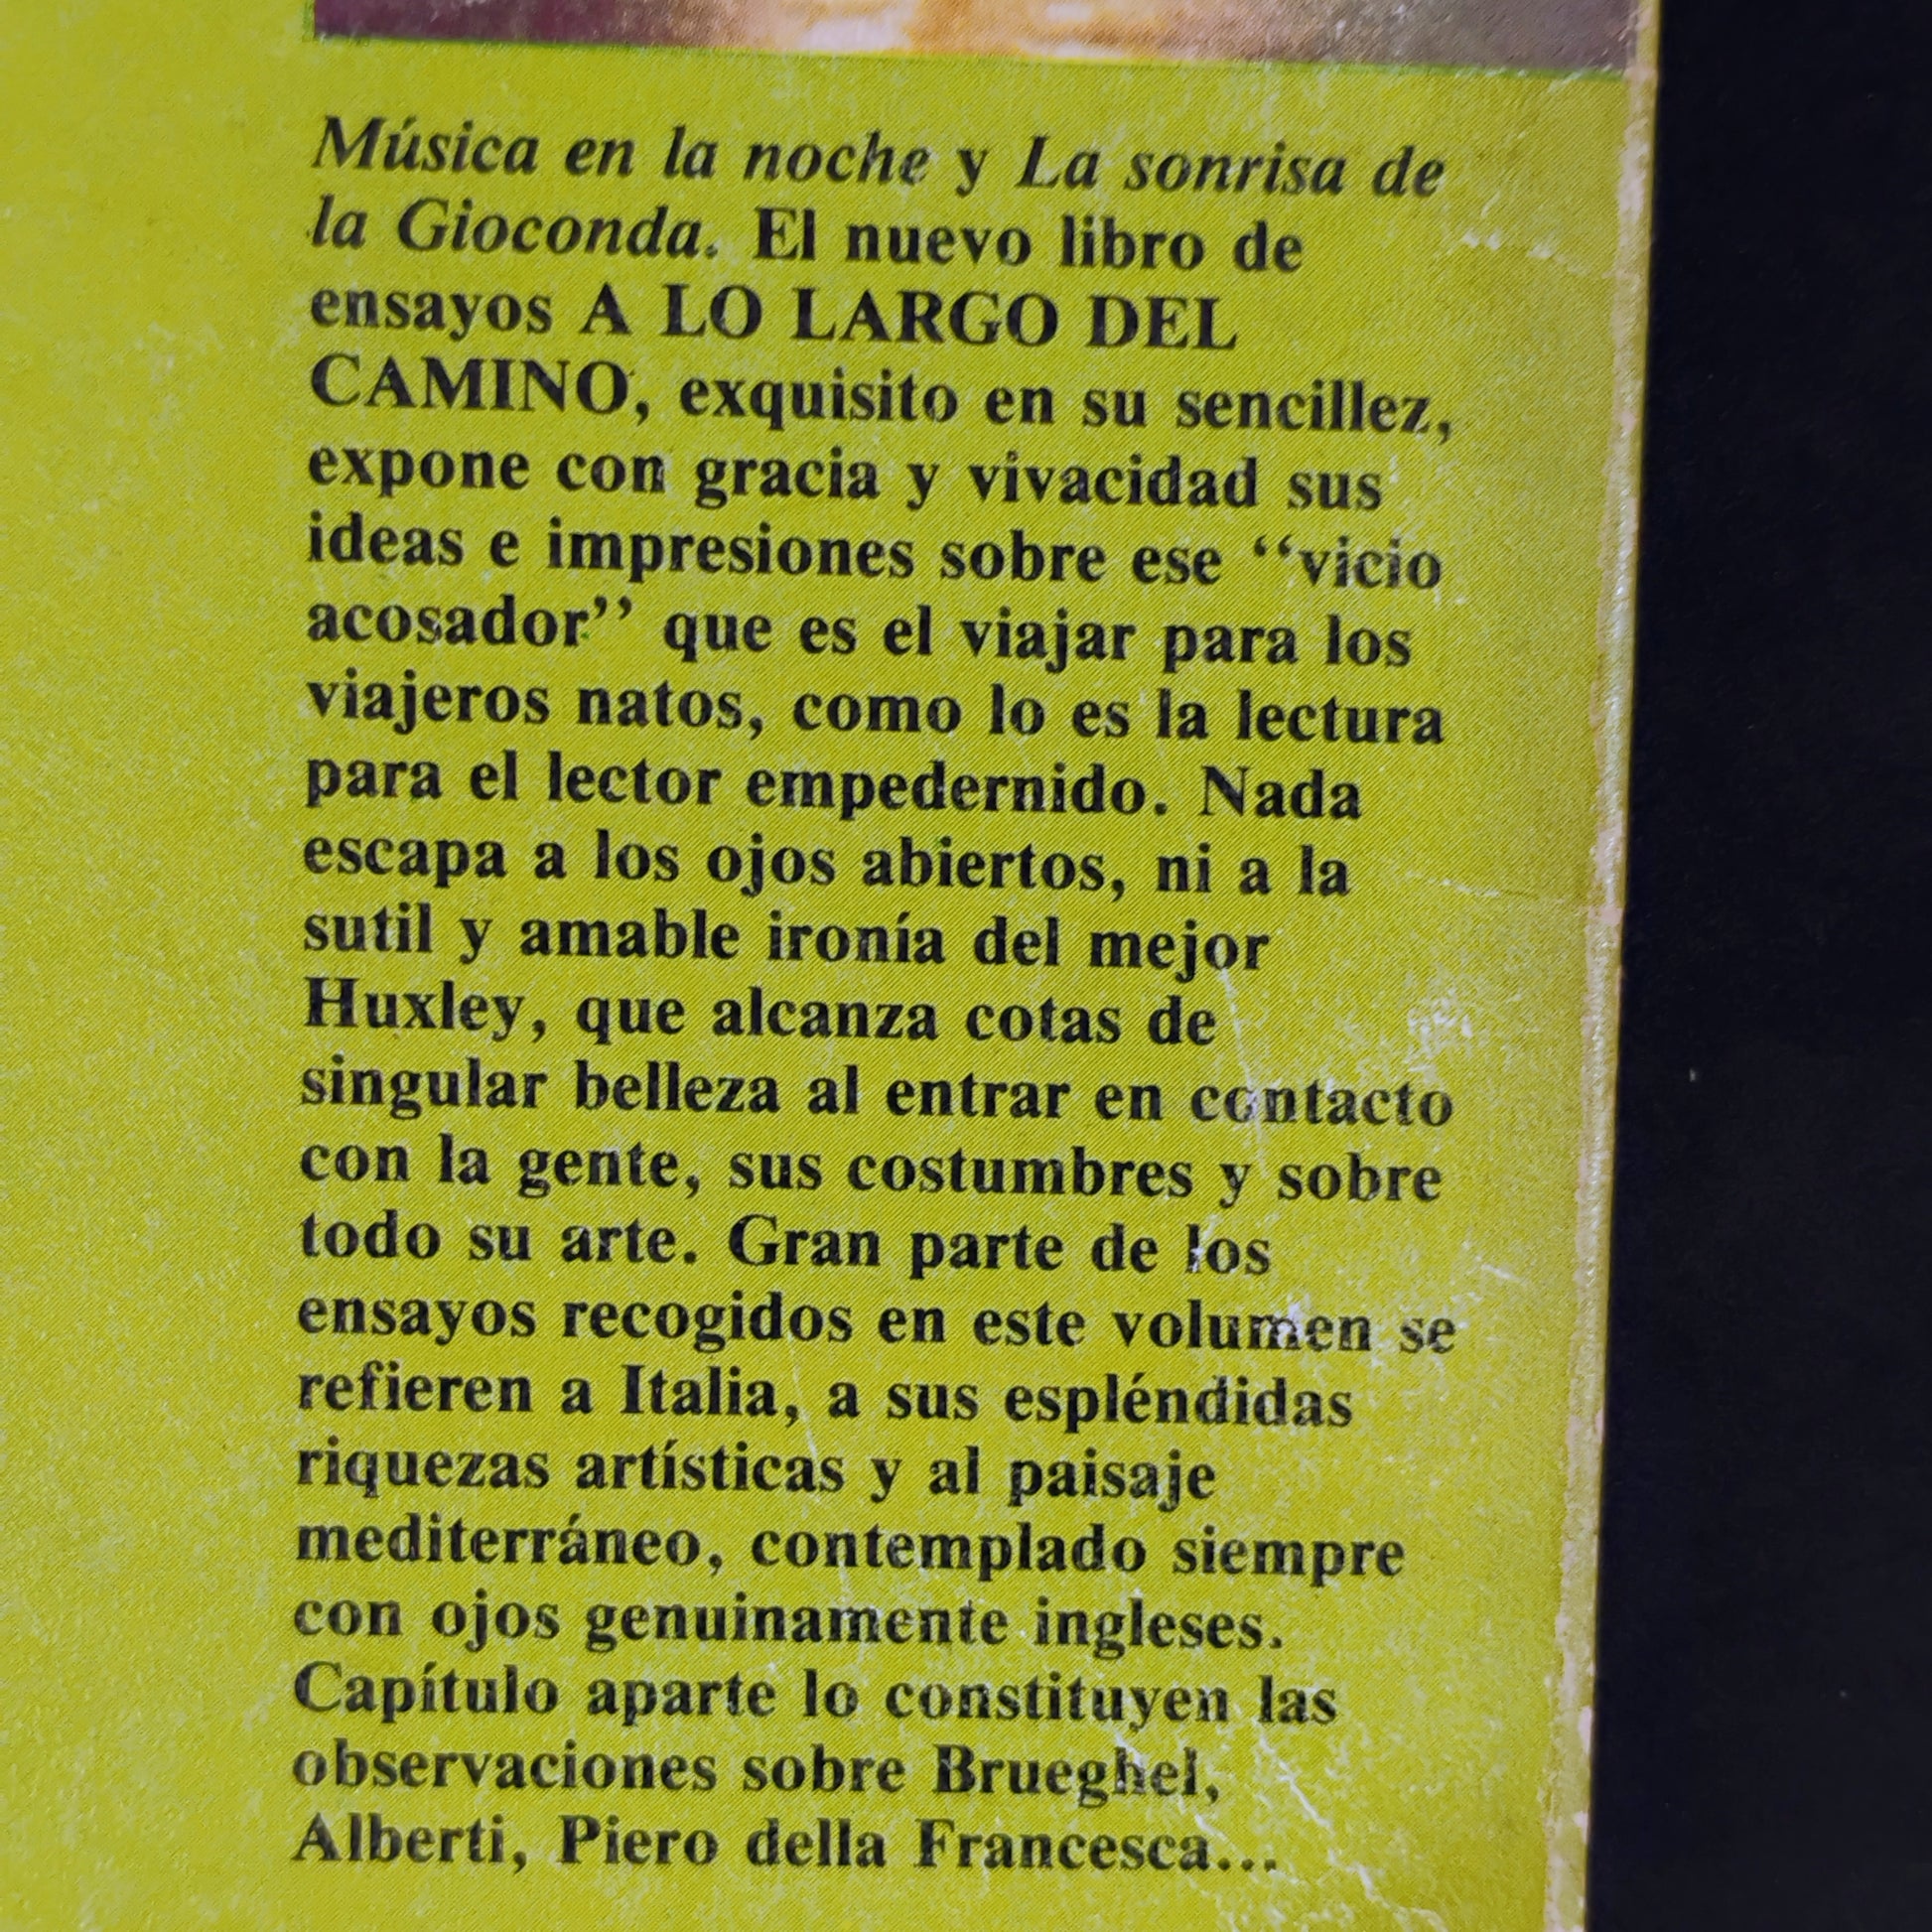 Música en la noche y La sonrisa de
la Gioconda. El nuevo libro de
ensayos A LO LARGO DEL
CAMINO, exquisito en su sencillez,
expone con gracia y vivacidad sus
ideas e impresiones sobre ese “vicio
acosador” que es el viajar para los
viajeros natos, como lo es la lectura
para el lector empedernido. Nada
escapa a los ojos abiertos, ni a la
sutil y amable ironía del mejor
Huxley, que alcanza cotas de
singular belleza al entrar en contacto
con la gente, sus costumbres y sobre
todo su arte. Gran parte de los
ensayos recogidos en este volumen se
refieren a Italia, a sus espléndidas
riquezas artísticas y al paisaje
mediterráneo, contemplado siempre
con ojos genuinamente ingleses.
Capítulo aparte lo constituyen las
observaciones sobre Brueghel,
Alberti, Piero della Francesca...